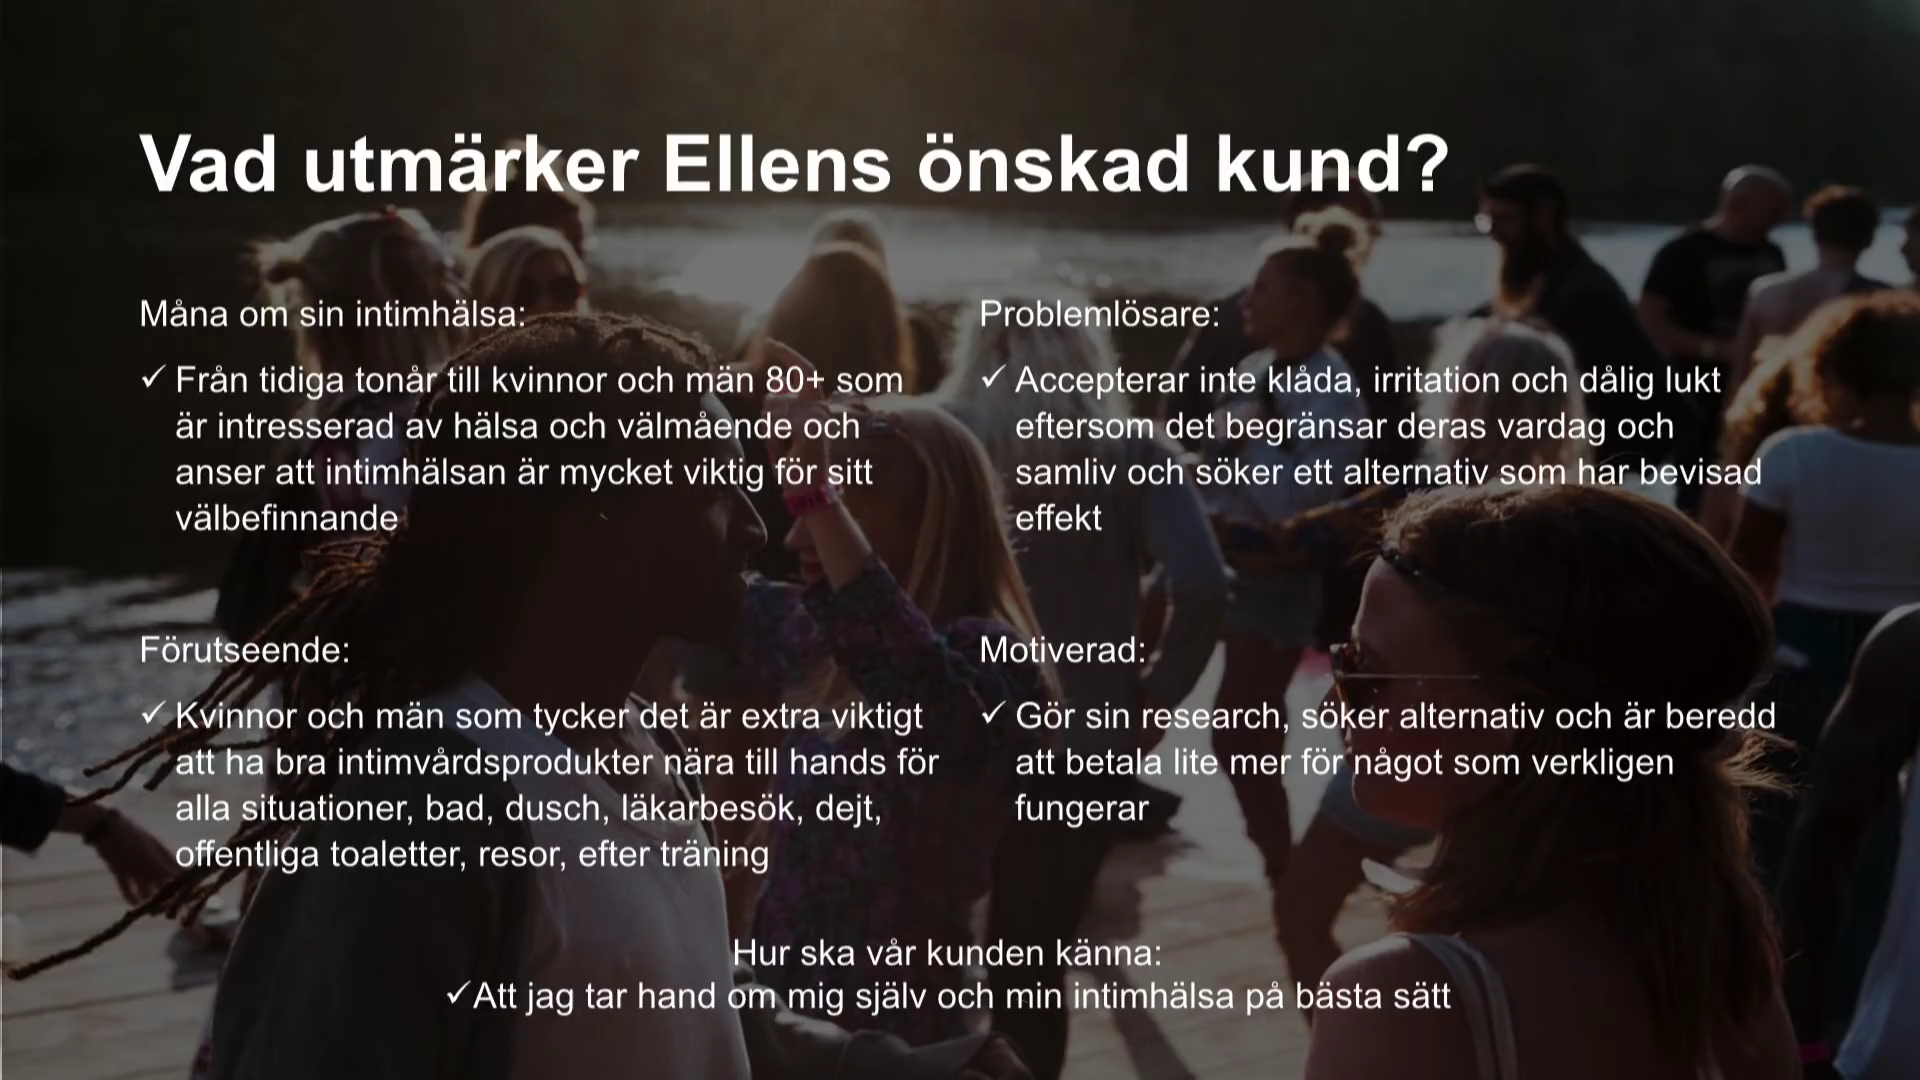 Vad utmärker Ellens önskad kund?
Måna om sin intimhälsa:
✓ Från tidiga tonår till kvinnor och män 80+ som
är intresserad av hälsa och välmående och
anser att intimhälsan är mycket viktig för sitt
välbefinnande
Problemlösare:
✓ Accepterar inte klåda, irritation och dålig lukt
eftersom det begränsar deras vardag och
samliv och söker ett alternativ som har bevisad
effekt
Förutseende:
✓ Kvinnor och män som tycker det är extra viktigt
att ha bra intimvårdsprodukter nära till hands för
alla situationer, bad, dusch, läkarbesök, dejt,
offentliga toaletter, resor, efter träning
Motiverad:
✓ Gör sin research, söker alternativ och är beredd
att betala lite mer för något som verkligen
fungerar
Hur ska vår kunden känna:
✓Att jag tar hand om mig själv och min intimhälsa på bästa sätt